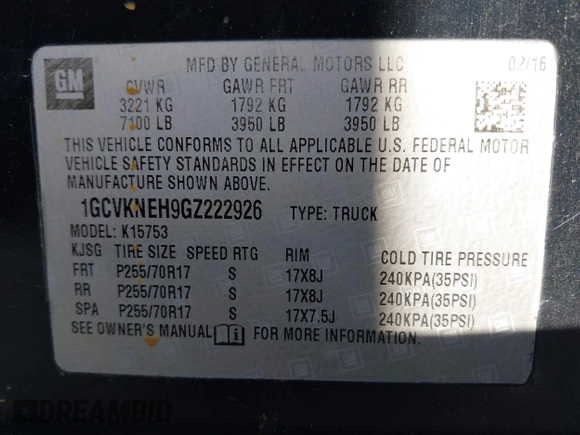 GM
MFD BY GENERAL MOTORS LLC 02/16
GVWR GAWR FRT GAWR RR
3221 KG 1792 KG 1792 KG
7100 LB 3950 LB 3950 LB
THIS VEHICLE CONFORMS TO ALL APPLICABLE U.S. FEDERAL MOTOR
VEHICLE SAFETY STANDARDS IN EFFECT ON THE DATE OF
MANUFACTURE SHOWN ABOVE.
1GCVKNEH9GZ222926 TYPE: TRUCK
MODEL: K15753
KJSG TIRE SIZE SPEED RTG RIM COLD TIRE PRESSURE
FRT P255/70R17 S 17X8J 240KPA(35PSI)
RR P255/70R17 S 17X8J 240KPA(35PSI)
SPA P255/70R17 S 17X7.5J 240KPA(35PSI)
SEE OWNER'S MANUAL FOR MORE INFORMATION.
DREAMBID